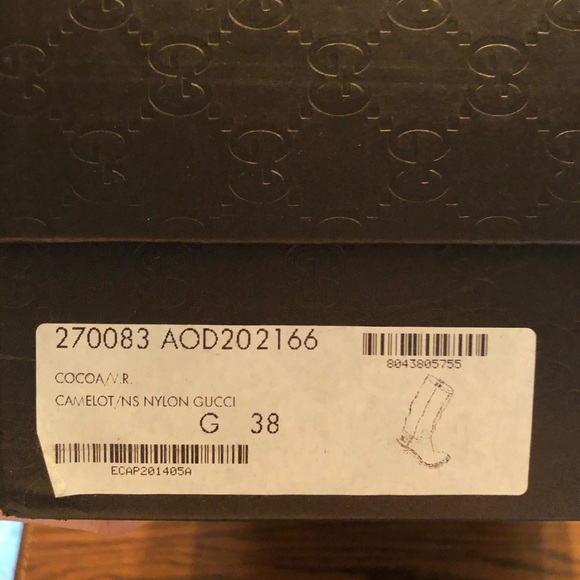 270083 AOD202166
8043805755
COCOA/V.R.
CAMELOT/NS NYLON GUCCI
G 38
ECAP201405A